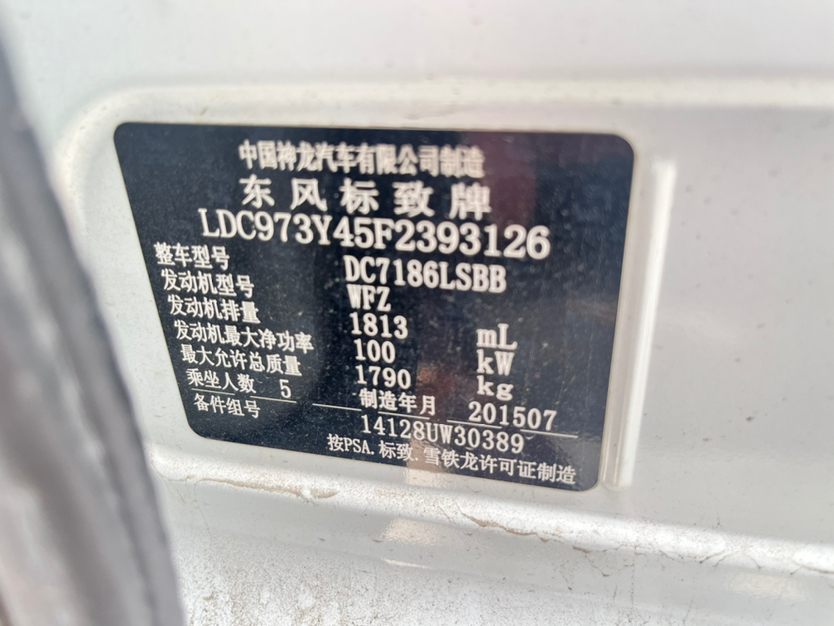 中国神龙汽车有限公司制造
东风标致牌
LDC973Y45F2393126
整车型号 DC7186LSBB
发动机型号 WFZ
发动机排量 1813 mL
发动机最大净功率 100 kW
最大允许总质量 1790 kg
乘坐人数 5 制造年月 201507
备件组号 14128UW30389
按PSA.标致.雪铁龙许可证制造